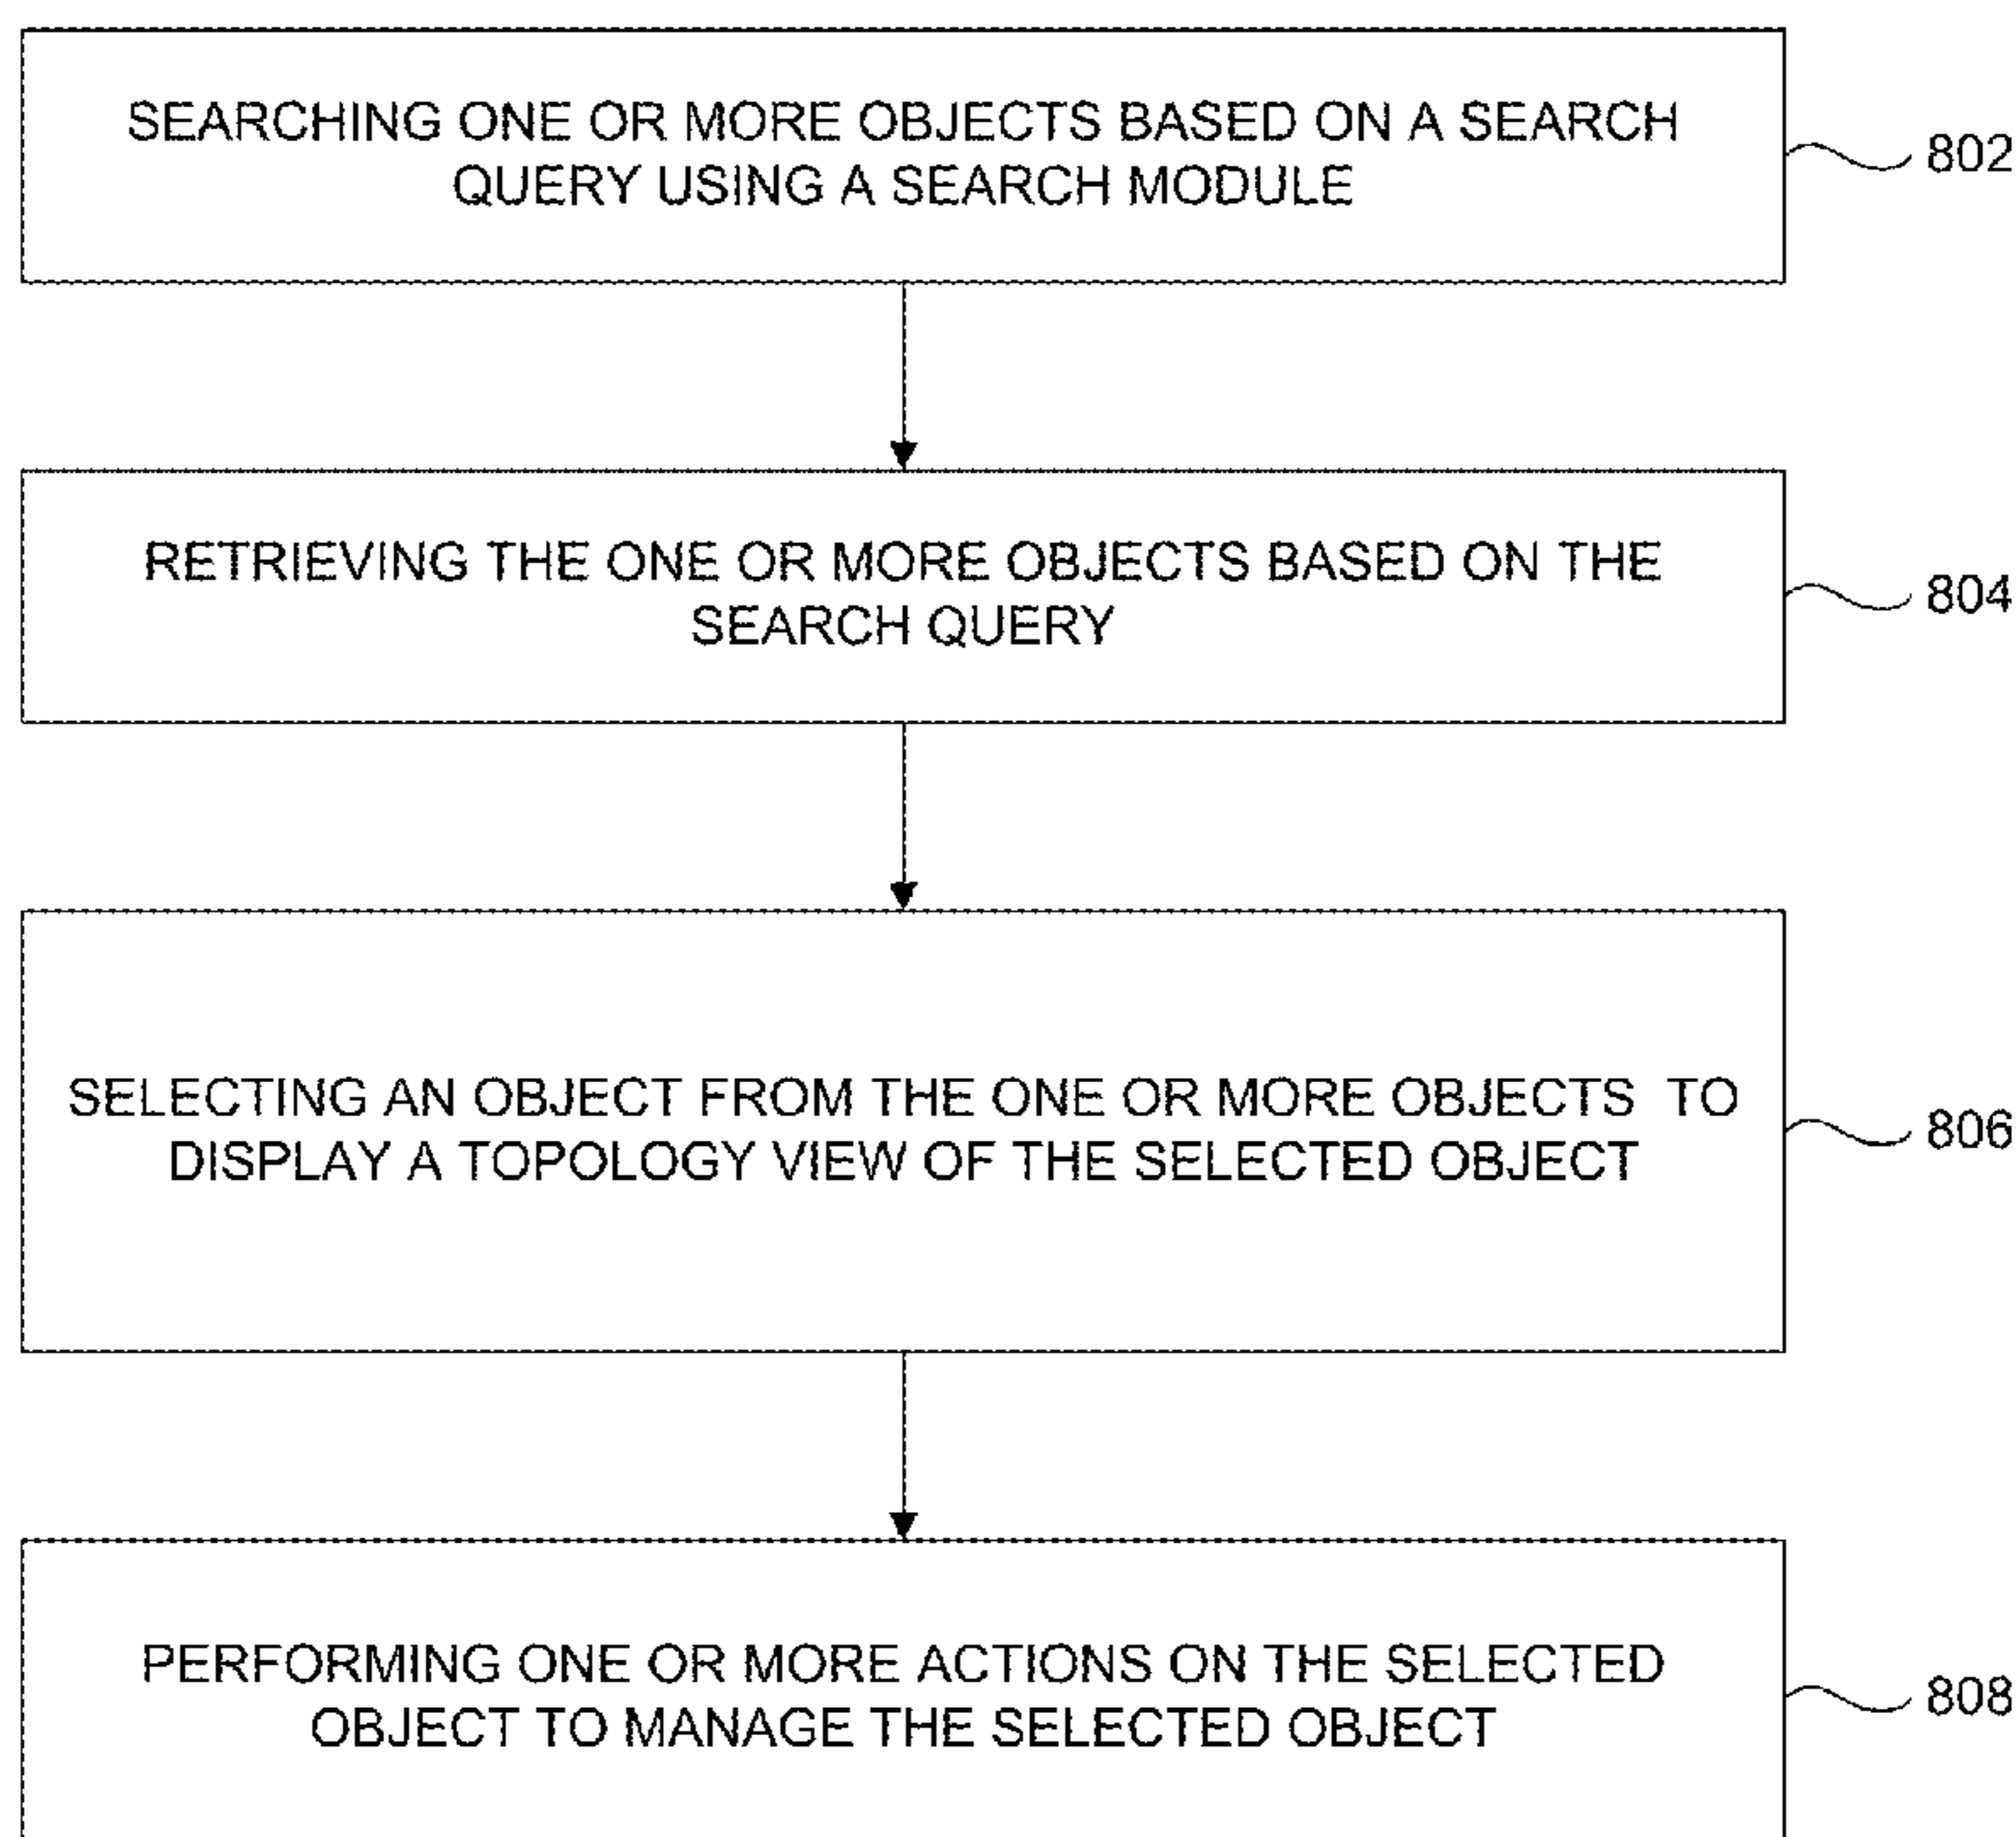 SEARCHING ONE OR MORE OBJECTS BASED ON A SEARCH
QUERY USING A SEARCH MODULE
802
RETRIEVING THE ONE OR MORE OBJECTS BASED ON THE
SEARCH QUERY
804
SELECTING AN OBJECT FROM THE ONE OR MORE OBJECTS TO
DISPLAY A TOPOLOGY VIEW OF THE SELECTED OBJECT
806
PERFORMING ONE OR MORE ACTIONS ON THE SELECTED
OBJECT TO MANAGE THE SELECTED OBJECT
808